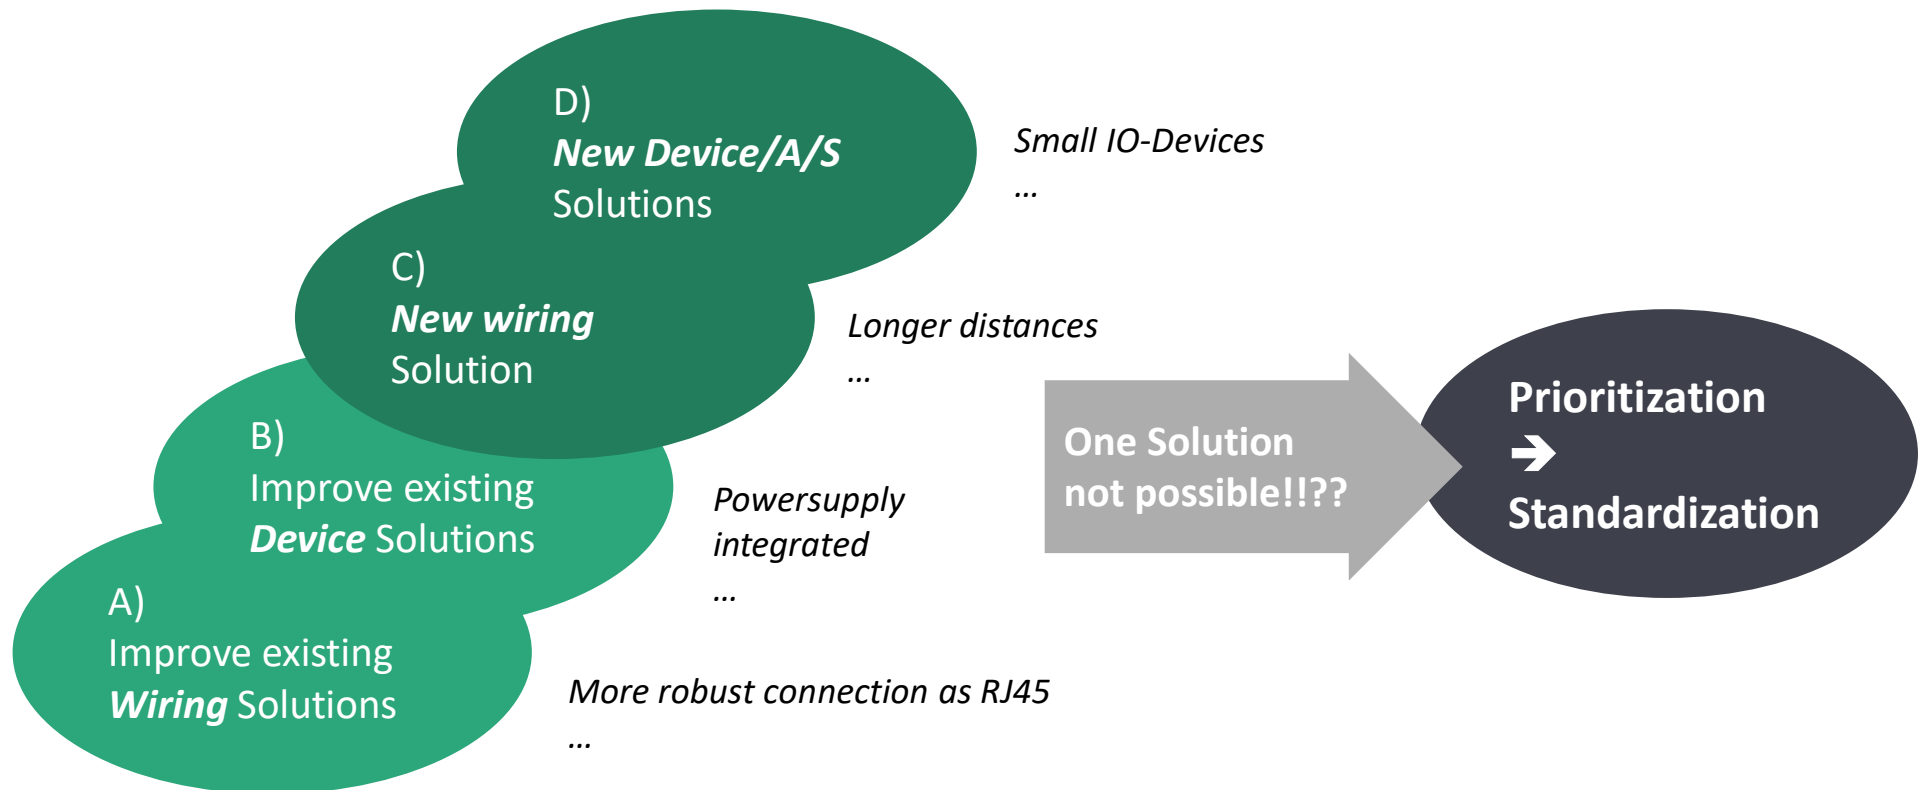 D)
New Device/A/S
Solutions
Small IO-Devices
...
C)
New wiring
Solution
Longer distances
...
B)
Improve existing
Device Solutions
Powersupply
integrated
...
A)
Improve existing
Wiring Solutions
More robust connection as RJ45
...
One Solution
not possible!!??
Prioritization
➔
Standardization